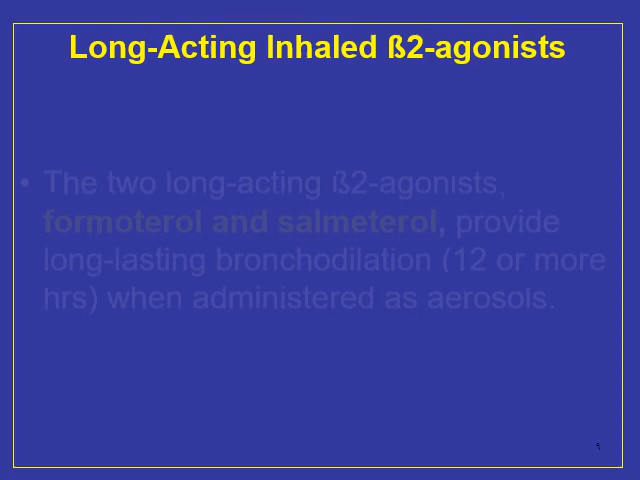 Long-Acting Inhaled ß2-agonists
• The two long-acting ß2-agonists,
formoterol and salmeterol, provide
long-lasting bronchodilation (12 or more
hrs) when administered as aerosols.
٩